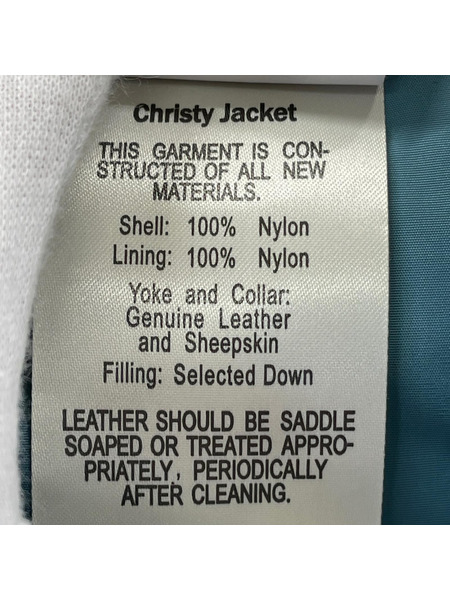 Christy Jacket
THIS GARMENT IS CON-
STRUCTED OF ALL NEW
MATERIALS.
Shell: 100% Nylon
Lining: 100% Nylon
Yoke and Collar:
Genuine Leather
and Sheepskin
Filling: Selected Down
LEATHER SHOULD BE SADDLE
SOAPED OR TREATED APPRO-
PRIATELY, PERIODICALLY
AFTER CLEANING.